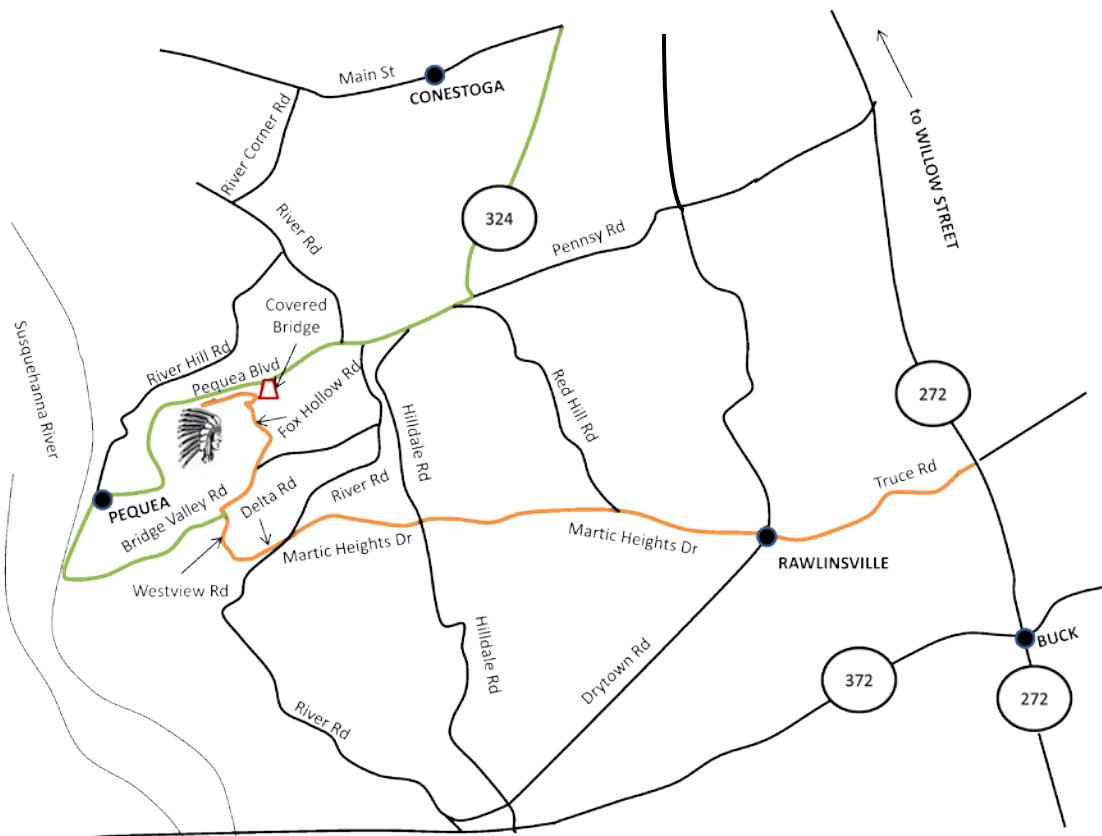 Main St
CONESTOGA
to WILLOW STREET
River Corner Rd
324
River Rd
Pennsy Rd
Covered
Bridge
Susquehanna River
River Hill Rd
Pequea Blvd
Fox Hollow Rd
Red Hill Rd
272
Hilldale Rd
Truce Rd
PEQUEA
Bridge Valley Rd
Delta Rd
River Rd
Martic Heights Dr
Martic Heights Dr
RAWLINSVILLE
Westview Rd
Hilldale Rd
Drytown Rd
BUCK
372
272
River Rd